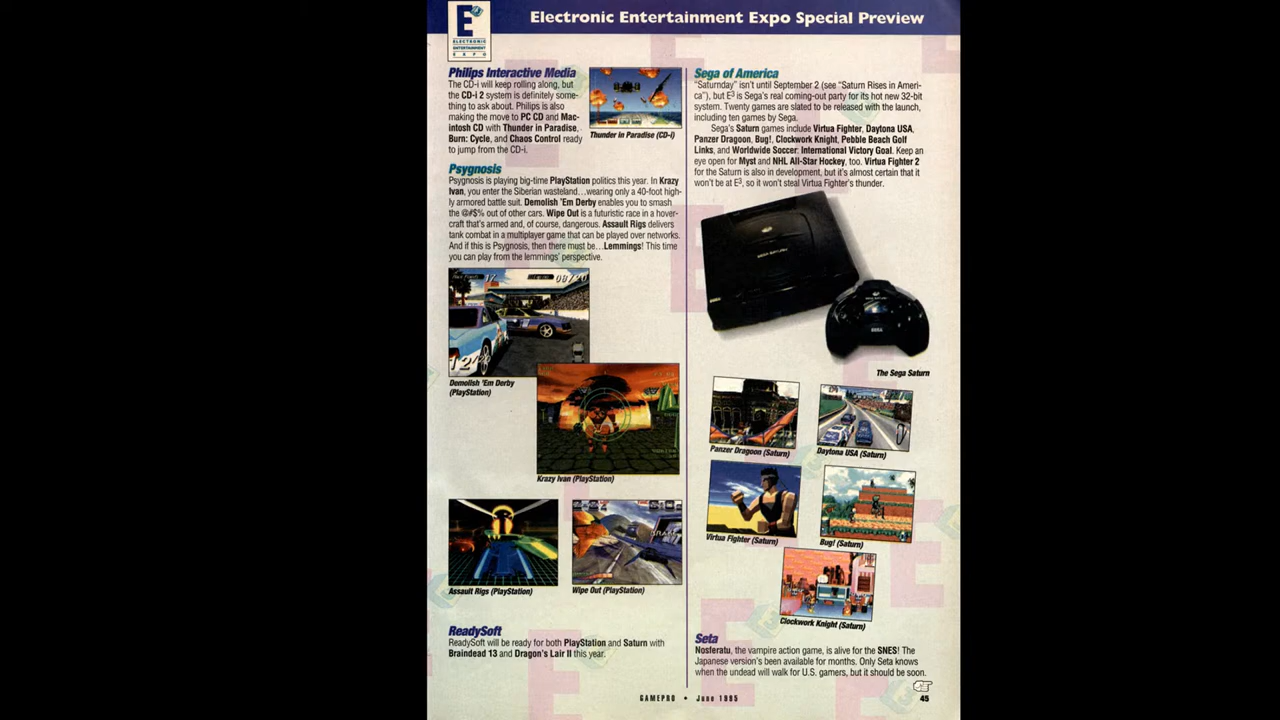 Electronic Entertainment Expo Special Preview
E3
ELECTRONIC
ENTERTAINMENT
EXPO
Philips Interactive Media
The CD-i will keep rolling along, but
the CD-i 2 system is definitely some-
thing to ask about. Philips is also
making the move to PC CD and Mac-
intosh CD with Thunder in Paradise,
Burn: Cycle, and Chaos Control ready
to jump from the CD-i.
Thunder in Paradise (CD-i)
Psygnosis
Psygnosis is playing big-time PlayStation politics this year. In Krazy
Ivan, you enter the Siberian wasteland...wearing only a 40-foot high-
ly armored battle suit. Demolish 'Em Derby enables you to smash
the @#$% out of other cars. Wipe Out is a futuristic race in a hover-
craft that's armed and, of course, dangerous. Assault Rigs delivers
tank combat in a multiplayer game that can be played over networks.
And if this is Psygnosis, then there must be...Lemmings! This time
you can play from the lemmings' perspective.
Demolish 'Em Derby
(PlayStation)
Krazy Ivan (PlayStation)
Assault Rigs (PlayStation)
Wipe Out (PlayStation)
ReadySoft
ReadySoft will be ready for both PlayStation and Saturn with
Braindead 13 and Dragon's Lair II this year.
Sega of America
"Saturnday" isn't until September 2 (see "Saturn Rises in Ameri-
ca"), but E3 is Sega's real coming-out party for its hot new 32-bit
system. Twenty games are slated to be released with the launch,
including ten games by Sega.
Sega's Saturn games include Virtua Fighter, Daytona USA,
Panzer Dragoon, Bug!, Clockwork Knight, Pebble Beach Golf
Links, and Worldwide Soccer: International Victory Goal. Keep an
eye open for Myst and NHL All-Star Hockey, too. Virtua Fighter 2
for the Saturn is also in development, but it's almost certain that it
won't be at E3, so it won't steal Virtua Fighter's thunder.
SEGA SATURN
SEGA
The Sega Saturn
Panzer Dragoon (Saturn)
Daytona USA (Saturn)
Virtua Fighter (Saturn)
Bug! (Saturn)
Clockwork Knight (Saturn)
Seta
Nosferatu, the vampire action game, is alive for the SNES! The
Japanese version's been available for months. Only Seta knows
when the undead will walk for U.S. gamers, but it should be soon.
GAMEPRO • June 1995
45